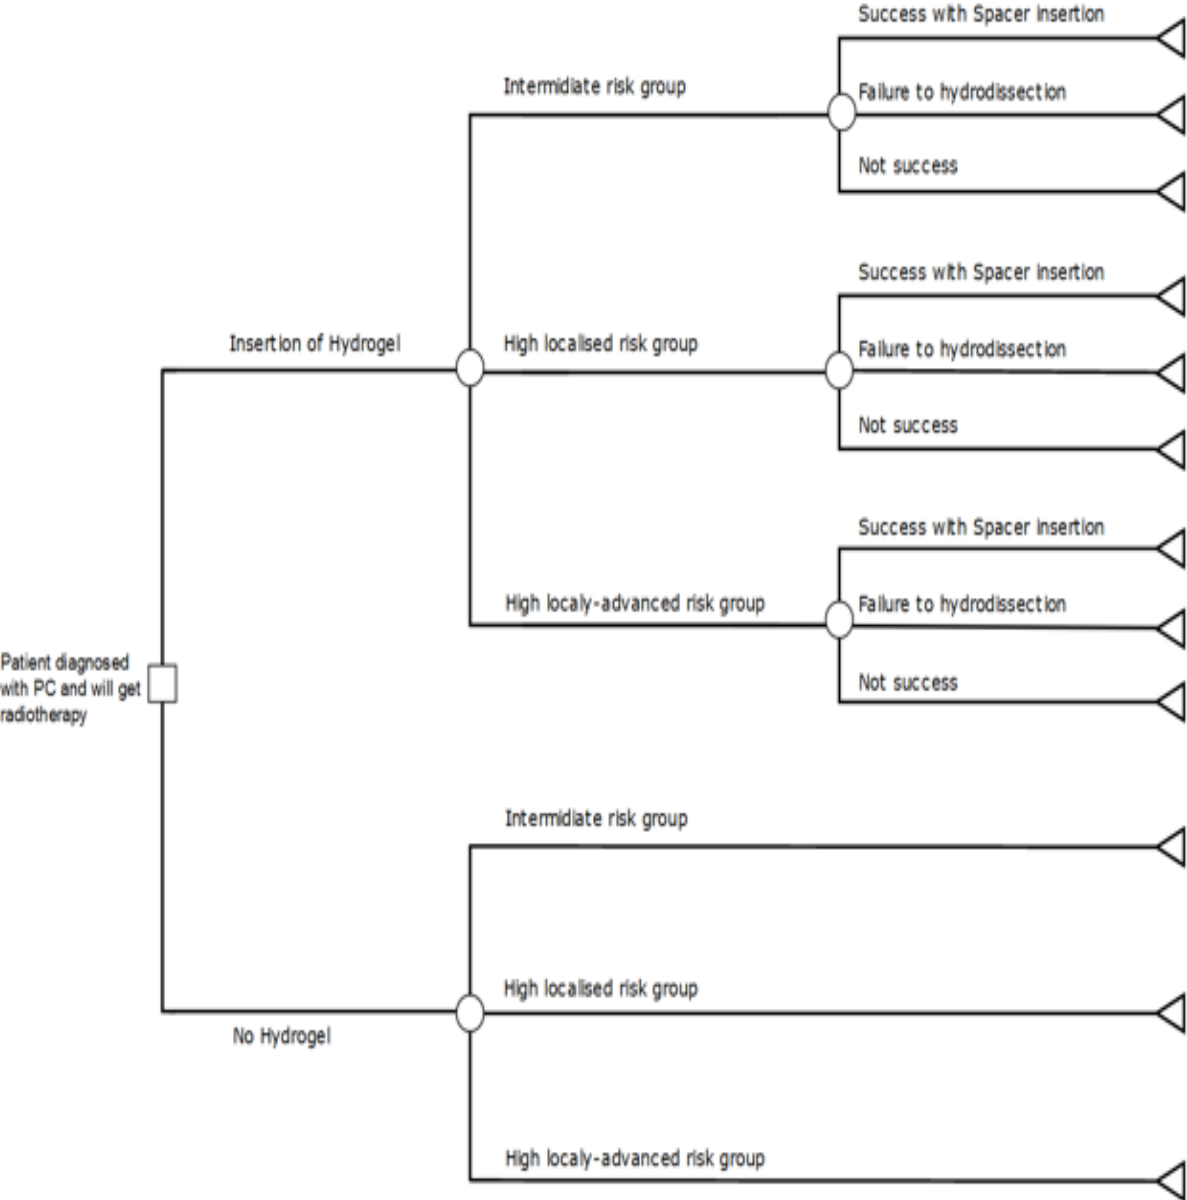 Success with Spacer insertion
Intermidiate risk group
Failure to hydrodissection
Not success
Success with Spacer insertion
Insertion of Hydrogel
High localised risk group
Failure to hydrodissection
Not success
Success with Spacer insertion
High localy-advanced risk group
Failure to hydrodissection
Not success
Patient diagnosed
with PC and will get
radiotherapy
Intermidiate risk group
High localised risk group
No Hydrogel
High localy-advanced risk group